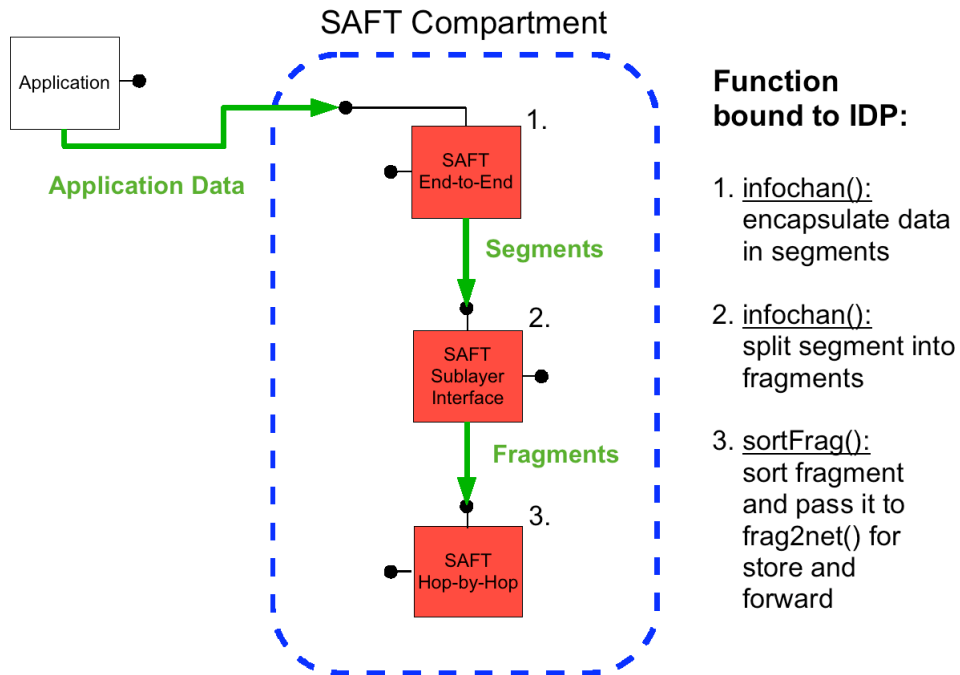 SAFT Compartment
Application
Application Data
1.
SAFT
End-to-End
Segments
2.
SAFT
Sublayer
Interface
Fragments
3.
SAFT
Hop-by-Hop
Function
bound to IDP:
1. infochan():
encapsulate data
in segments
2. infochan():
split segment into
fragments
3. sortFrag():
sort fragment
and pass it to
frag2net() for
store and
forward